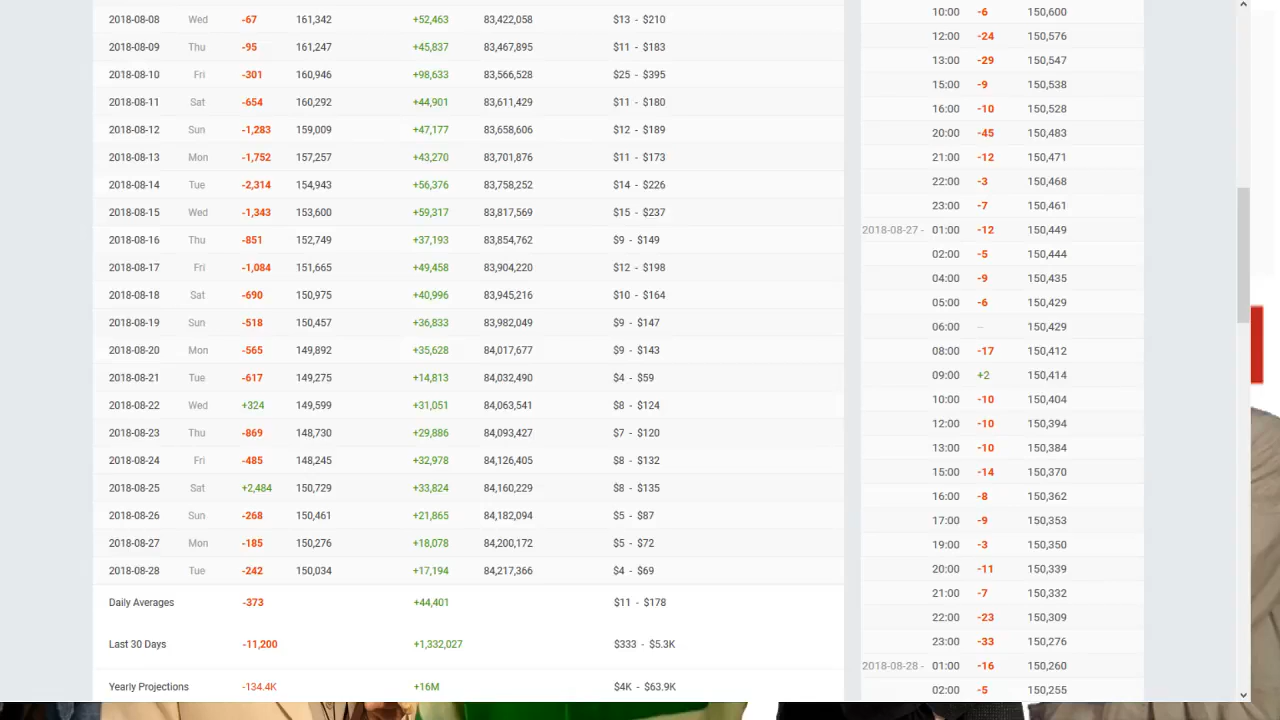 2018-08-08 Wed -67 161,342 +52,463 83,422,058 $13 - $210
2018-08-09 Thu -95 161,247 +45,837 83,467,895 $11 - $183
2018-08-10 Fri -301 160,946 +98,633 83,566,528 $25 - $395
2018-08-11 Sat -654 160,292 +44,901 83,611,429 $11 - $180
2018-08-12 Sun -1,283 159,009 +47,177 83,658,606 $12 - $189
2018-08-13 Mon -1,752 157,257 +43,270 83,701,876 $11 - $173
2018-08-14 Tue -2,314 154,943 +56,376 83,758,252 $14 - $226
2018-08-15 Wed -1,343 153,600 +59,317 83,817,569 $15 - $237
2018-08-16 Thu -851 152,749 +37,193 83,854,762 $9 - $149
2018-08-17 Fri -1,084 151,665 +49,458 83,904,220 $12 - $198
2018-08-18 Sat -690 150,975 +40,996 83,945,216 $10 - $164
2018-08-19 Sun -518 150,457 +36,833 83,982,049 $9 - $147
2018-08-20 Mon -565 149,892 +35,628 84,017,677 $9 - $143
2018-08-21 Tue -617 149,275 +14,813 84,032,490 $4 - $59
2018-08-22 Wed +324 149,599 +31,051 84,063,541 $8 - $124
2018-08-23 Thu -869 148,730 +29,886 84,093,427 $7 - $120
2018-08-24 Fri -485 148,245 +32,978 84,126,405 $8 - $132
2018-08-25 Sat +2,484 150,729 +33,824 84,160,229 $8 - $135
2018-08-26 Sun -268 150,461 +21,865 84,182,094 $5 - $87
2018-08-27 Mon -185 150,276 +18,078 84,200,172 $5 - $72
2018-08-28 Tue -242 150,034 +17,194 84,217,366 $4 - $69
Daily Averages -373 +44,401 $11 - $178
Last 30 Days -11,200 +1,332,027 $333 - $5.3K
Yearly Projections -134.4K +16M $4K - $63.9K
10:00 -6 150,600
12:00 -24 150,576
13:00 -29 150,547
15:00 -9 150,538
16:00 -10 150,528
20:00 -45 150,483
21:00 -12 150,471
22:00 -3 150,468
23:00 -7 150,461
2018-08-27 - 01:00 -12 150,449
02:00 -5 150,444
04:00 -9 150,435
05:00 -6 150,429
06:00 -- 150,429
08:00 -17 150,412
09:00 +2 150,414
10:00 -10 150,404
12:00 -10 150,394
13:00 -10 150,384
15:00 -14 150,370
16:00 -8 150,362
17:00 -9 150,353
19:00 -3 150,350
20:00 -11 150,339
21:00 -7 150,332
22:00 -23 150,309
23:00 -33 150,276
2018-08-28 - 01:00 -16 150,260
02:00 -5 150,255